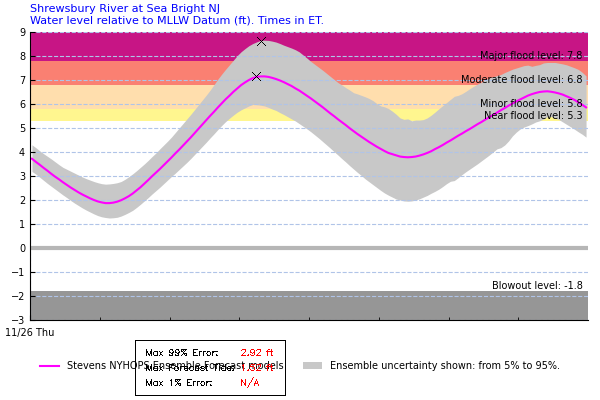 Shrewsbury River at Sea Bright NJ
Water level relative to MLLW Datum (ft). Times in ET.
9
8
7
6
5
4
3
2
1
0
−1
−2
−3
Major flood level: 7.8
Moderate flood level: 6.8
Minor flood level: 5.8
Near flood level: 5.3
Blowout level: -1.8
11/26 Thu
Max 99% Error: 2.92 ft
Stevens NYHOPS Ensemble Forecast models
Max Forecast Tide:
Max 1% Error: N/A
Ensemble uncertainty shown: from 5% to 95%.